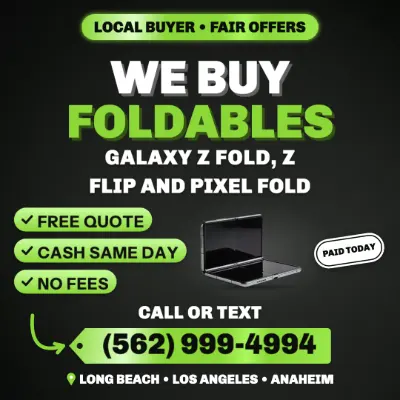 LOCAL BUYER • FAIR OFFERS
WE BUY
FOLDABLES
GALAXY Z FOLD, Z
FLIP AND PIXEL FOLD
FREE QUOTE
CASH SAME DAY
NO FEES
PAID TODAY
CALL OR TEXT
(562) 999-4994
LONG BEACH • LOS ANGELES • ANAHEIM